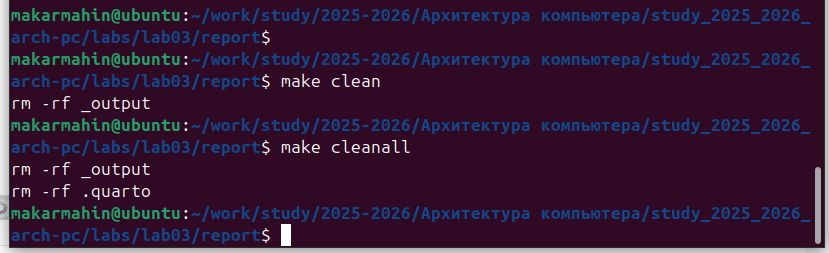 makarmahin@ubuntu:~/work/study/2025-2026/Архитектура компьютера/study_2025_2026_
arch-pc/labs/lab03/report$
makarmahin@ubuntu:~/work/study/2025-2026/Архитектура компьютера/study_2025_2026_
arch-pc/labs/lab03/report$ make clean
rm -rf _output
makarmahin@ubuntu:~/work/study/2025-2026/Архитектура компьютера/study_2025_2026_
arch-pc/labs/lab03/report$ make cleanall
rm -rf _output
rm -rf .quarto
makarmahin@ubuntu:~/work/study/2025-2026/Архитектура компьютера/study_2025_2026_
arch-pc/labs/lab03/report$